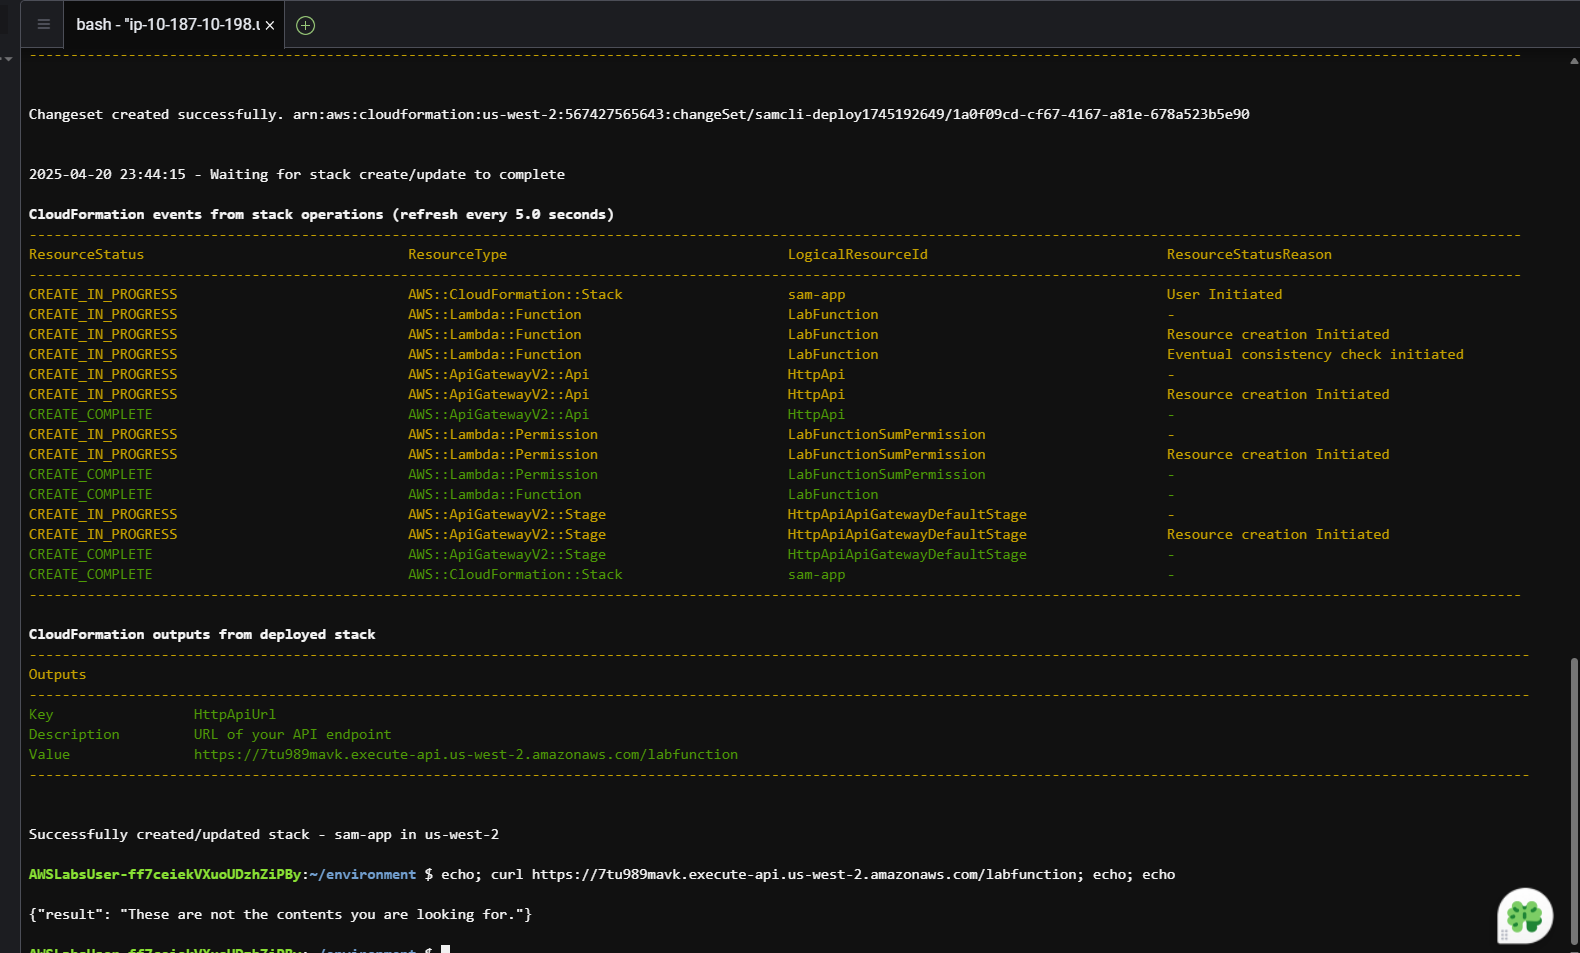 bash - "ip-10-187-10-198.u
Changeset created successfully. arn:aws:cloudformation:us-west-2:567427565643:changeSet/samcli-deploy1745192649/1a0f09cd-cf67-4167-a81e-678a523b5e90
2025-04-20 23:44:15 - Waiting for stack create/update to complete
CloudFormation events from stack operations (refresh every 5.0 seconds)
ResourceStatus ResourceType LogicalResourceId ResourceStatusReason
CREATE_IN_PROGRESS AWS::CloudFormation::Stack sam-app User Initiated
CREATE_IN_PROGRESS AWS::Lambda::Function LabFunction -
CREATE_IN_PROGRESS AWS::Lambda::Function LabFunction Resource creation Initiated
CREATE_IN_PROGRESS AWS::Lambda::Function LabFunction Eventual consistency check initiated
CREATE_IN_PROGRESS AWS::ApiGatewayV2::Api HttpApi -
CREATE_IN_PROGRESS AWS::ApiGatewayV2::Api HttpApi Resource creation Initiated
CREATE_COMPLETE AWS::ApiGatewayV2::Api HttpApi -
CREATE_IN_PROGRESS AWS::Lambda::Permission LabFunctionSumPermission -
CREATE_IN_PROGRESS AWS::Lambda::Permission LabFunctionSumPermission Resource creation Initiated
CREATE_COMPLETE AWS::Lambda::Permission LabFunctionSumPermission -
CREATE_COMPLETE AWS::Lambda::Function LabFunction -
CREATE_IN_PROGRESS AWS::ApiGatewayV2::Stage HttpApiApiGatewayDefaultStage -
CREATE_IN_PROGRESS AWS::ApiGatewayV2::Stage HttpApiApiGatewayDefaultStage Resource creation Initiated
CREATE_COMPLETE AWS::ApiGatewayV2::Stage HttpApiApiGatewayDefaultStage -
CREATE_COMPLETE AWS::CloudFormation::Stack sam-app -
CloudFormation outputs from deployed stack
Outputs
Key HttpApiUrl
Description URL of your API endpoint
Value https://7tu989mavk.execute-api.us-west-2.amazonaws.com/labfunction
Successfully created/updated stack - sam-app in us-west-2
AWSLabsUser-ff7ceiekVXuoUDzhZiPBy:~/environment $ echo; curl https://7tu989mavk.execute-api.us-west-2.amazonaws.com/labfunction; echo; echo
{"result": "These are not the contents you are looking for."}
AWSLabsUser-ff7ceiekVXuoUDzhZiPBy:~/environment $